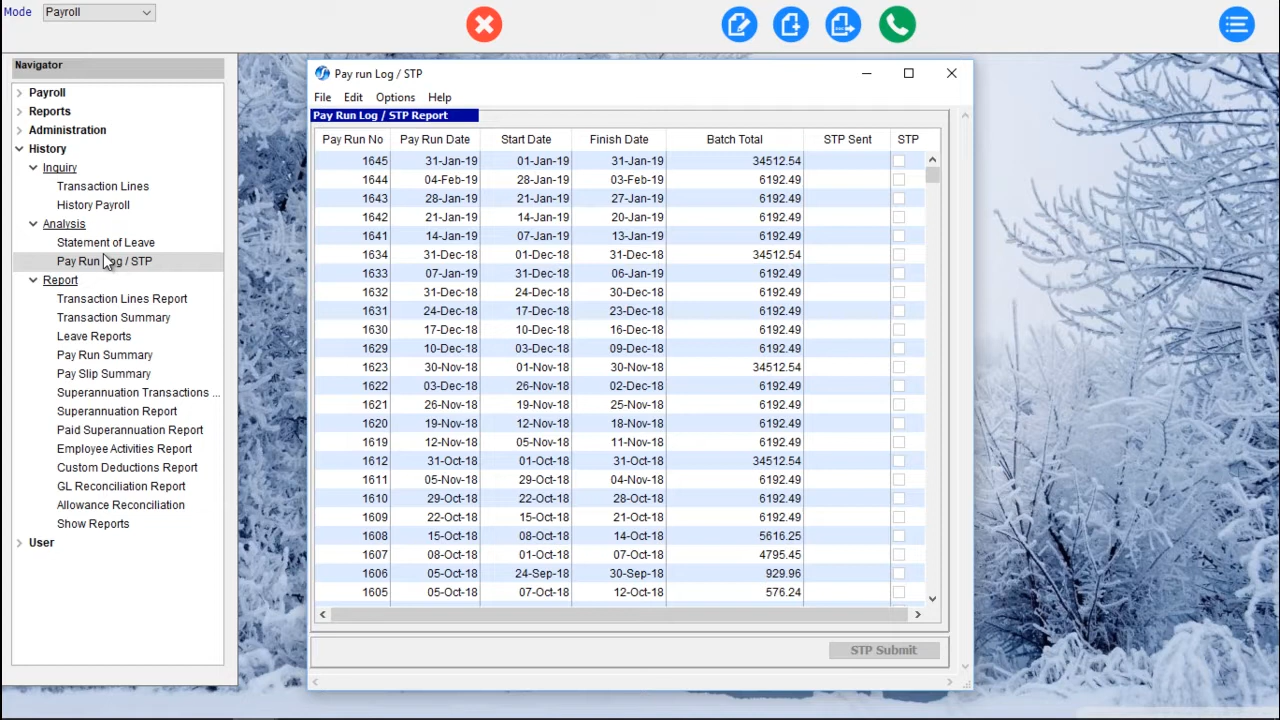 Mode Payroll
Navigator
Payroll
Reports
Administration
History
Inquiry
Transaction Lines
History Payroll
Analysis
Statement of Leave
Pay Run Log / STP
Report
Transaction Lines Report
Transaction Summary
Leave Reports
Pay Run Summary
Pay Slip Summary
Superannuation Transactions ...
Superannuation Report
Paid Superannuation Report
Employee Activities Report
Custom Deductions Report
GL Reconciliation Report
Allowance Reconciliation
Show Reports
User
Pay run Log / STP
File Edit Options Help
Pay Run Log / STP Report
Pay Run No Pay Run Date Start Date Finish Date Batch Total STP Sent STP
1645 31-Jan-19 01-Jan-19 31-Jan-19 34512.54
1644 04-Feb-19 28-Jan-19 03-Feb-19 6192.49
1643 28-Jan-19 21-Jan-19 27-Jan-19 6192.49
1642 21-Jan-19 14-Jan-19 20-Jan-19 6192.49
1641 14-Jan-19 07-Jan-19 13-Jan-19 6192.49
1634 31-Dec-18 01-Dec-18 31-Dec-18 34512.54
1633 07-Jan-19 31-Dec-18 06-Jan-19 6192.49
1632 31-Dec-18 24-Dec-18 30-Dec-18 6192.49
1631 24-Dec-18 17-Dec-18 23-Dec-18 6192.49
1630 17-Dec-18 10-Dec-18 16-Dec-18 6192.49
1629 10-Dec-18 03-Dec-18 09-Dec-18 6192.49
1623 30-Nov-18 01-Nov-18 30-Nov-18 34512.54
1622 03-Dec-18 26-Nov-18 02-Dec-18 6192.49
1621 26-Nov-18 19-Nov-18 25-Nov-18 6192.49
1620 19-Nov-18 12-Nov-18 18-Nov-18 6192.49
1619 12-Nov-18 05-Nov-18 11-Nov-18 6192.49
1612 31-Oct-18 01-Oct-18 31-Oct-18 34512.54
1611 05-Nov-18 29-Oct-18 04-Nov-18 6192.49
1610 29-Oct-18 22-Oct-18 28-Oct-18 6192.49
1609 22-Oct-18 15-Oct-18 21-Oct-18 6192.49
1608 15-Oct-18 08-Oct-18 14-Oct-18 5616.25
1607 08-Oct-18 01-Oct-18 07-Oct-18 4795.45
1606 05-Oct-18 24-Sep-18 30-Sep-18 929.96
1605 05-Oct-18 07-Oct-18 12-Oct-18 576.24
STP Submit